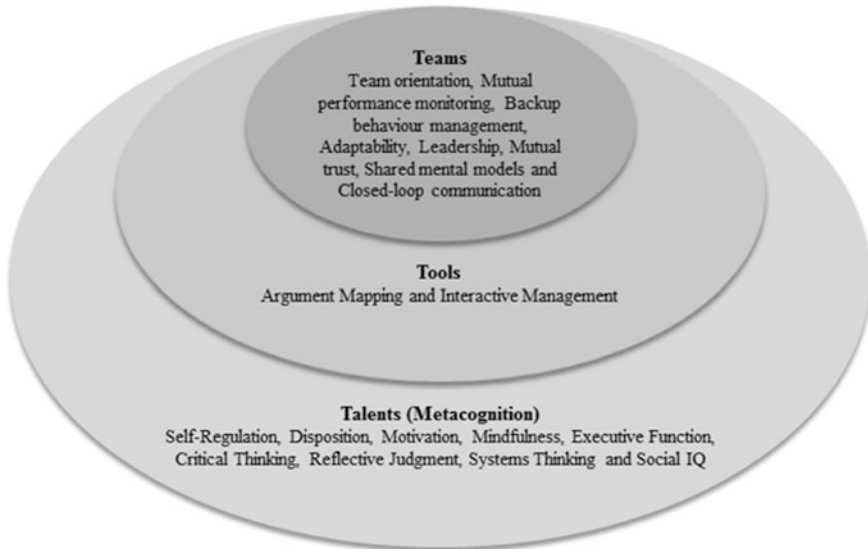 Teams
Team orientation, Mutual
performance monitoring, Backup
behaviour management,
Adaptability, Leadership, Mutual
trust, Shared mental models and
Closed-loop communication
Tools
Argument Mapping and Interactive Management
Talents (Metacognition)
Self-Regulation, Disposition, Motivation, Mindfulness, Executive Function,
Critical Thinking, Reflective Judgment, Systems Thinking and Social IQ